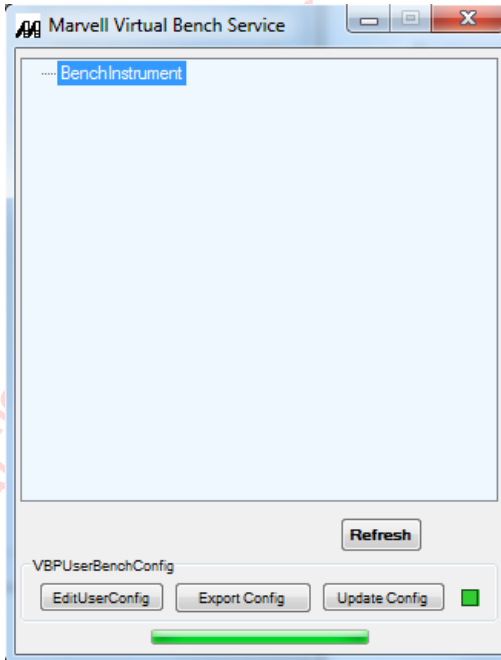 Marvell Virtual Bench Service
BenchInstrument
Refresh
VBPUserBenchConfig
EditUserConfig Export Config Update Config